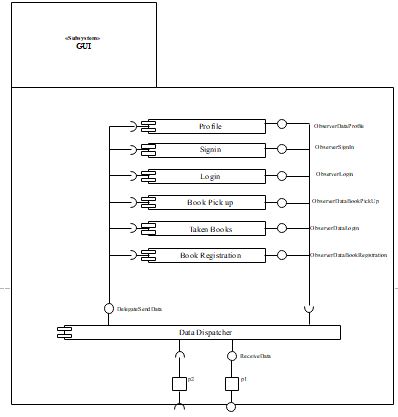 «Subsystem»
GUI
Profile
ObserverDataProfile
Signin
ObserverSignIn
Login
ObserverLogin
Book Pick up
ObserverDataBookPickUp
Taken Books
ObserverDataLogin
Book Registration
ObserverDataBookRegistration
DelegateSendData
Data Dispatcher
ReceiveData
p2
p1